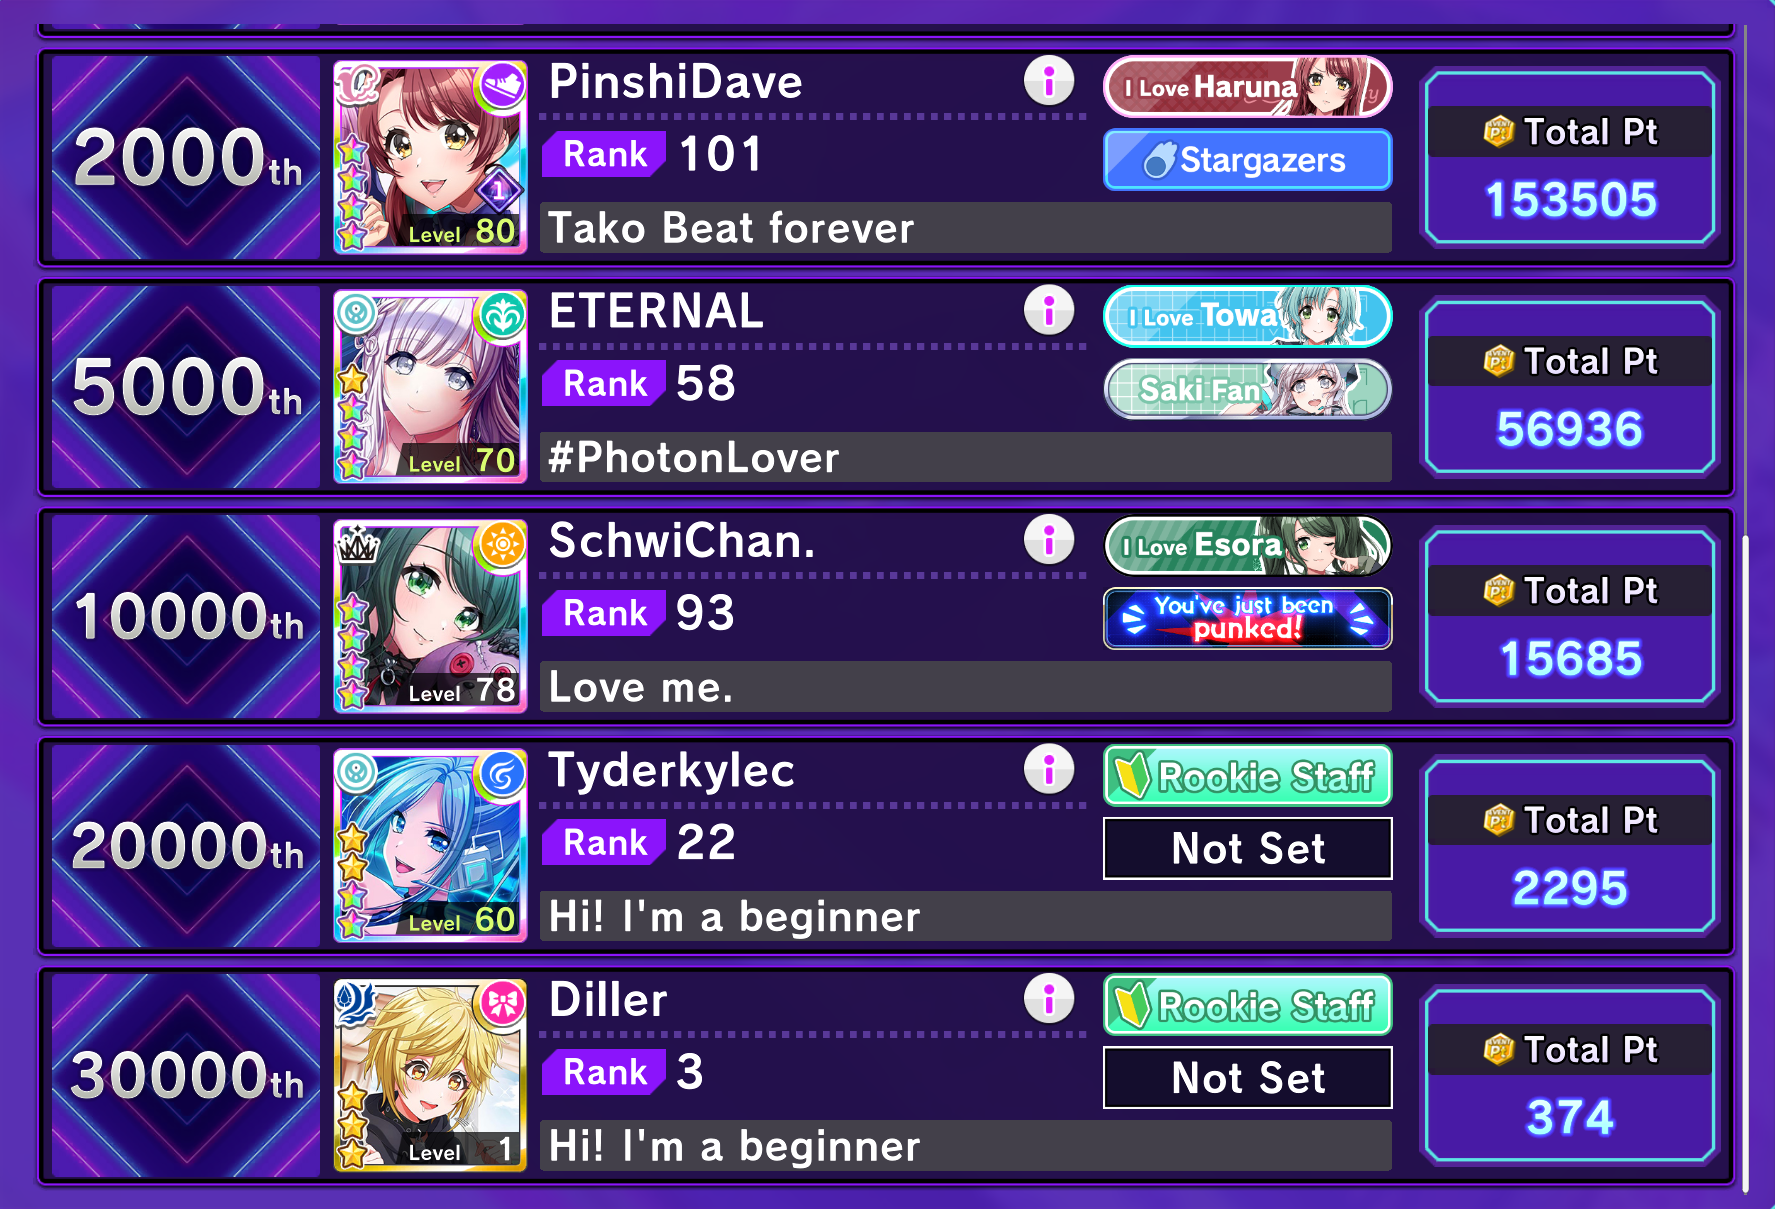 2000th
PinshiDave
Rank 101
1
Level 80
Tako Beat forever
I Love Haruna
Stargazers
Total Pt
153505
5000th
ETERNAL
Rank 58
Level 70
#PhotonLover
I Love Towa
Saki Fan
Total Pt
56936
10000th
SchwiChan.
Rank 93
Level 78
Love me.
I Love Esora
You've just been
punked!
Total Pt
15685
20000th
Tyderkylec
Rank 22
Level 60
Hi! I'm a beginner
Rookie Staff
Not Set
Total Pt
2295
30000th
Diller
Rank 3
Level 1
Hi! I'm a beginner
Rookie Staff
Not Set
Total Pt
374